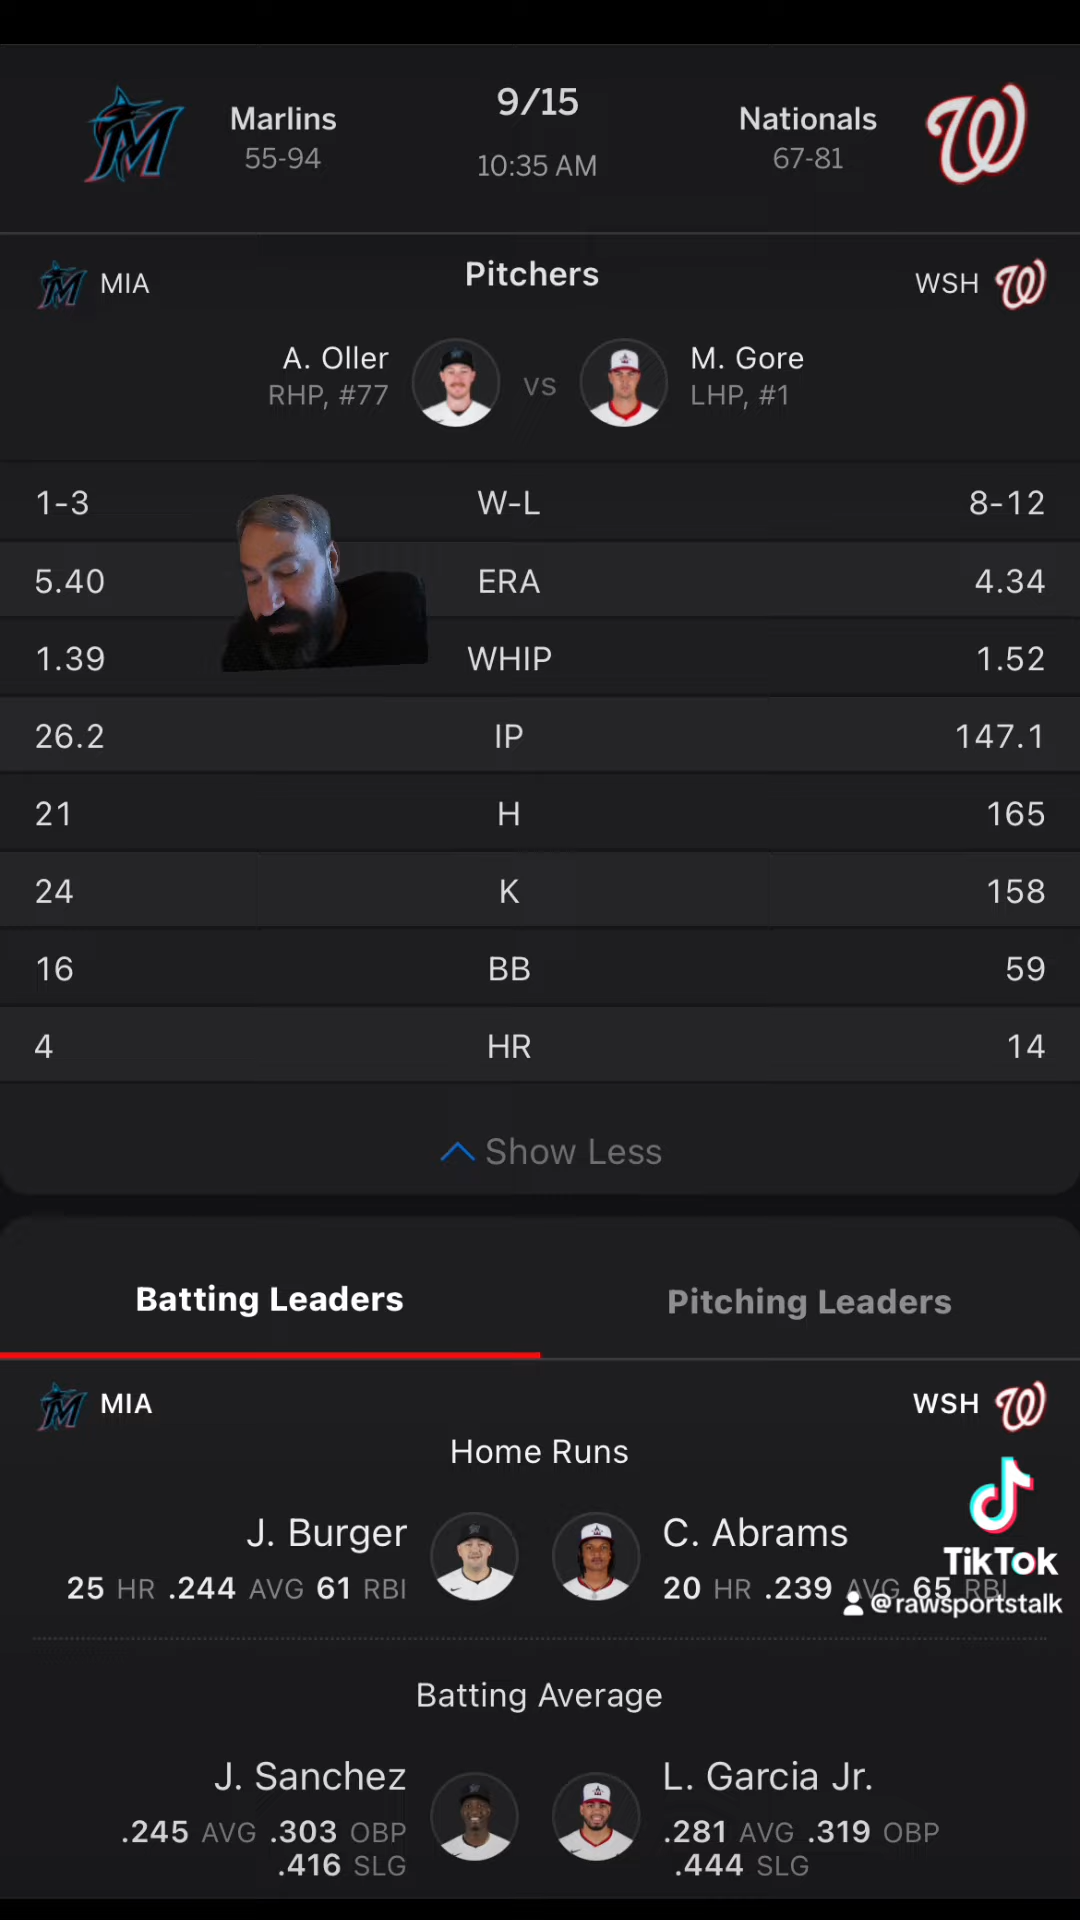 Marlins
55-94
9/15
10:35 AM
Nationals
67-81
MIA
Pitchers
WSH
A. Oller
RHP, #77
VS
M. Gore
LHP, #1
1-3 W-L 8-12
5.40 ERA 4.34
1.39 WHIP 1.52
26.2 IP 147.1
21 H 165
24 K 158
16 BB 59
4 HR 14
Show Less
Batting Leaders
Pitching Leaders
MIA
WSH
Home Runs
J. Burger
25 HR .244 AVG 61 RBI
C. Abrams
20 HR .239 AVG 65 RBI
TikTok
@rawsportstalk
Batting Average
J. Sanchez
.245 AVG .303 OBP
.416 SLG
L. Garcia Jr.
.281 AVG .319 OBP
.444 SLG